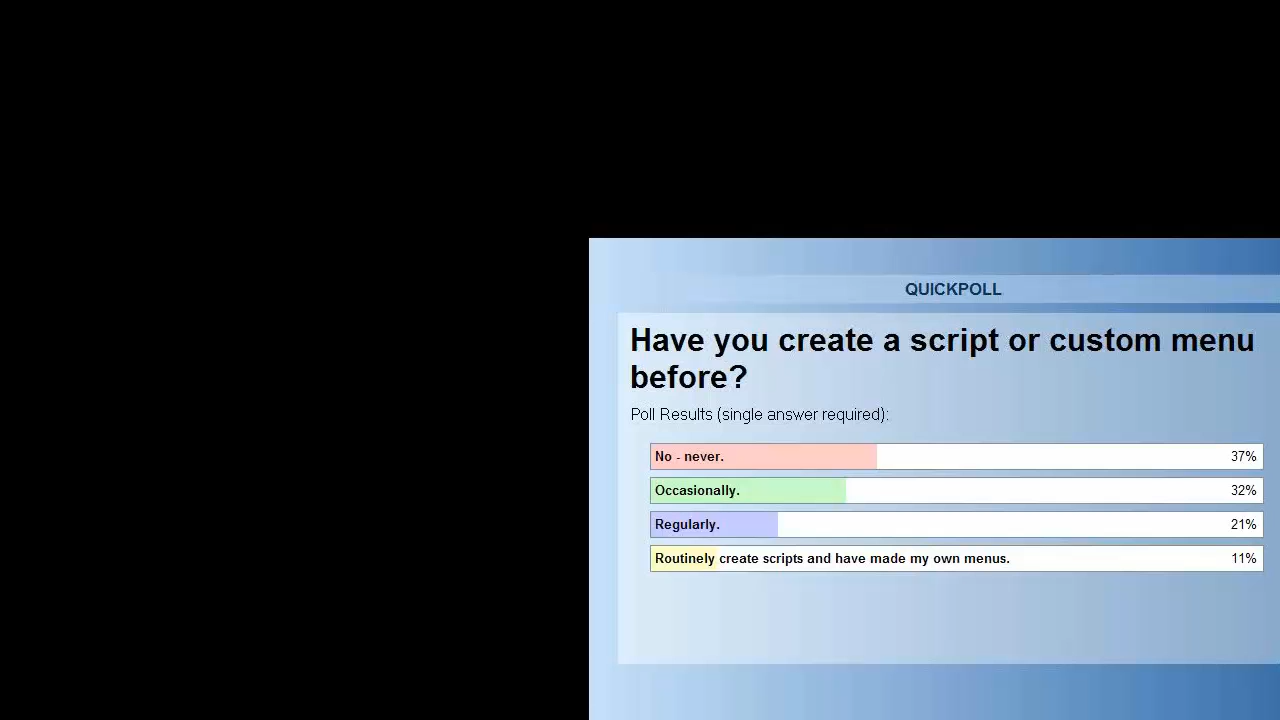 QUICKPOLL
Have you create a script or custom menu
before?
Poll Results (single answer required):
No - never. 37%
Occasionally. 32%
Regularly. 21%
Routinely create scripts and have made my own menus. 11%